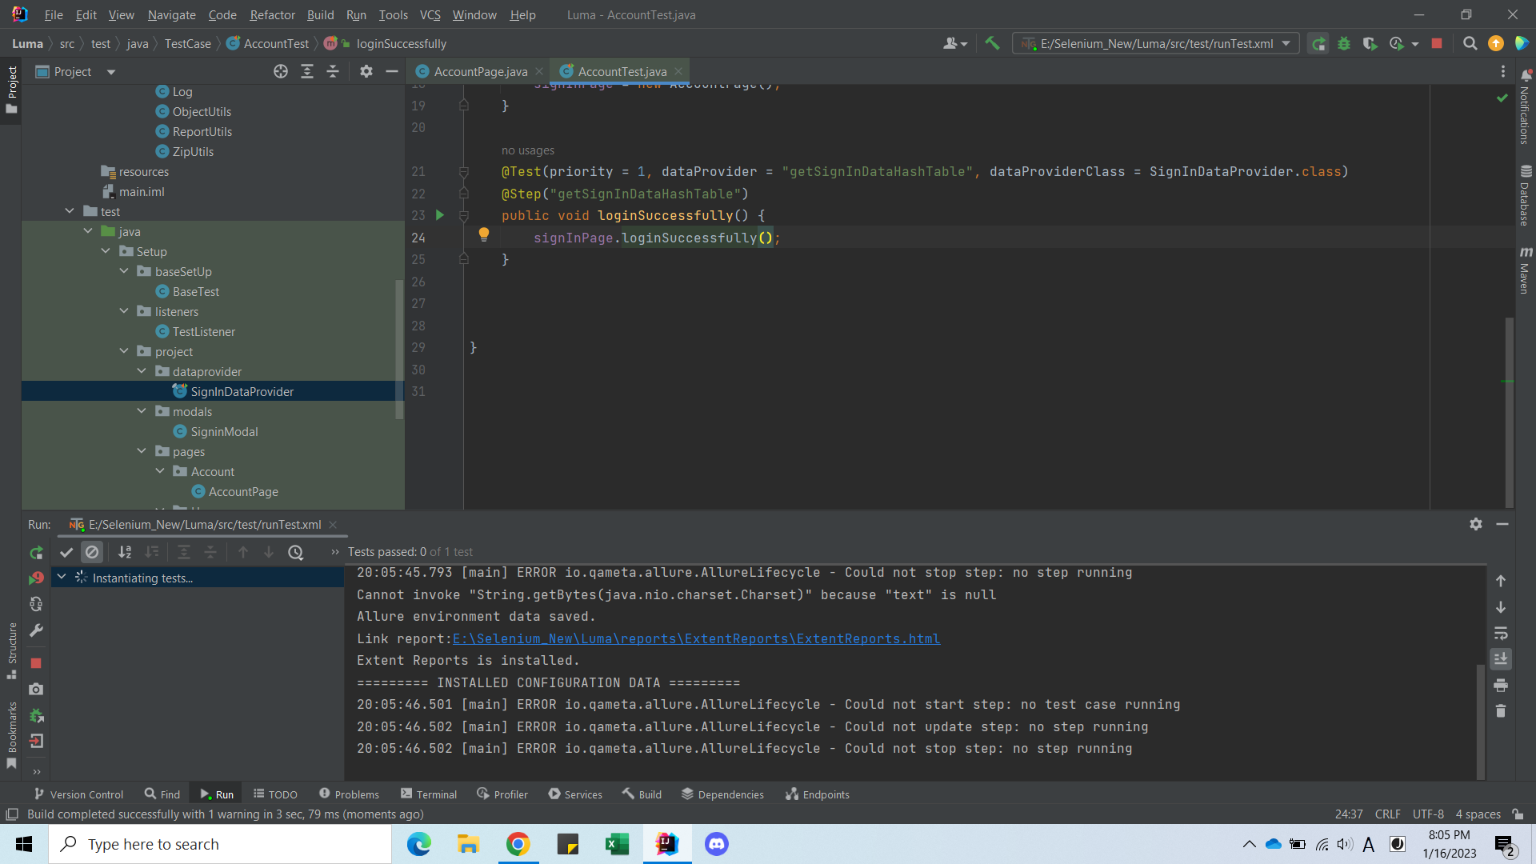 File Edit View Navigate Code Refactor Build Run Tools VCS Window Help Luma - AccountTest.java
Luma src test java TestCase AccountTest loginSuccessfully E:/Selenium_New/Luma/src/test/runTest.xml
Project
Project
AccountPage.java AccountTest.java
Notifications
Database
Maven
Log
ObjectUtils
ReportUtils
ZipUtils
resources
main.iml
test
java
Setup
baseSetUp
BaseTest
listeners
TestListener
project
dataprovider
SignInDataProvider
modals
SigninModal
pages
Account
AccountPage
18 signInPage = new AccountPage();
19 }
20
no usages
21 @Test(priority = 1, dataProvider = "getSignInDataHashTable", dataProviderClass = SignInDataProvider.class)
22 @Step("getSignInDataHashTable")
23 public void loginSuccessfully() {
24 signInPage.loginSuccessfully();
25 }
26
27
28
29 }
30
31
Run: E:/Selenium_New/Luma/src/test/runTest.xml
Tests passed: 0 of 1 test
Instantiating tests...
20:05:45.793 [main] ERROR io.qameta.allure.AllureLifecycle - Could not stop step: no step running
Cannot invoke "String.getBytes(java.nio.charset.Charset)" because "text" is null
Allure environment data saved.
Link report:E:\Selenium_New\Luma\reports\ExtentReports\ExtentReports.html
Extent Reports is installed.
========= INSTALLED CONFIGURATION DATA =========
20:05:46.501 [main] ERROR io.qameta.allure.AllureLifecycle - Could not start step: no test case running
20:05:46.502 [main] ERROR io.qameta.allure.AllureLifecycle - Could not update step: no step running
20:05:46.502 [main] ERROR io.qameta.allure.AllureLifecycle - Could not stop step: no step running
Structure
Bookmarks
Version Control Find Run TODO Problems Terminal Profiler Services Build Dependencies Endpoints
Build completed successfully with 1 warning in 3 sec, 79 ms (moments ago) 24:37 CRLF UTF-8 4 spaces
Type here to search
8:05 PM
1/16/2023
2